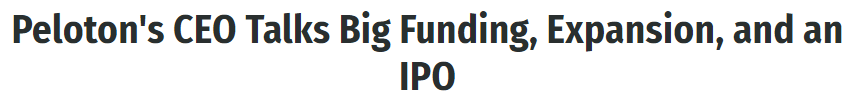 Peloton's CEO Talks Big Funding, Expansion, and an
IPO